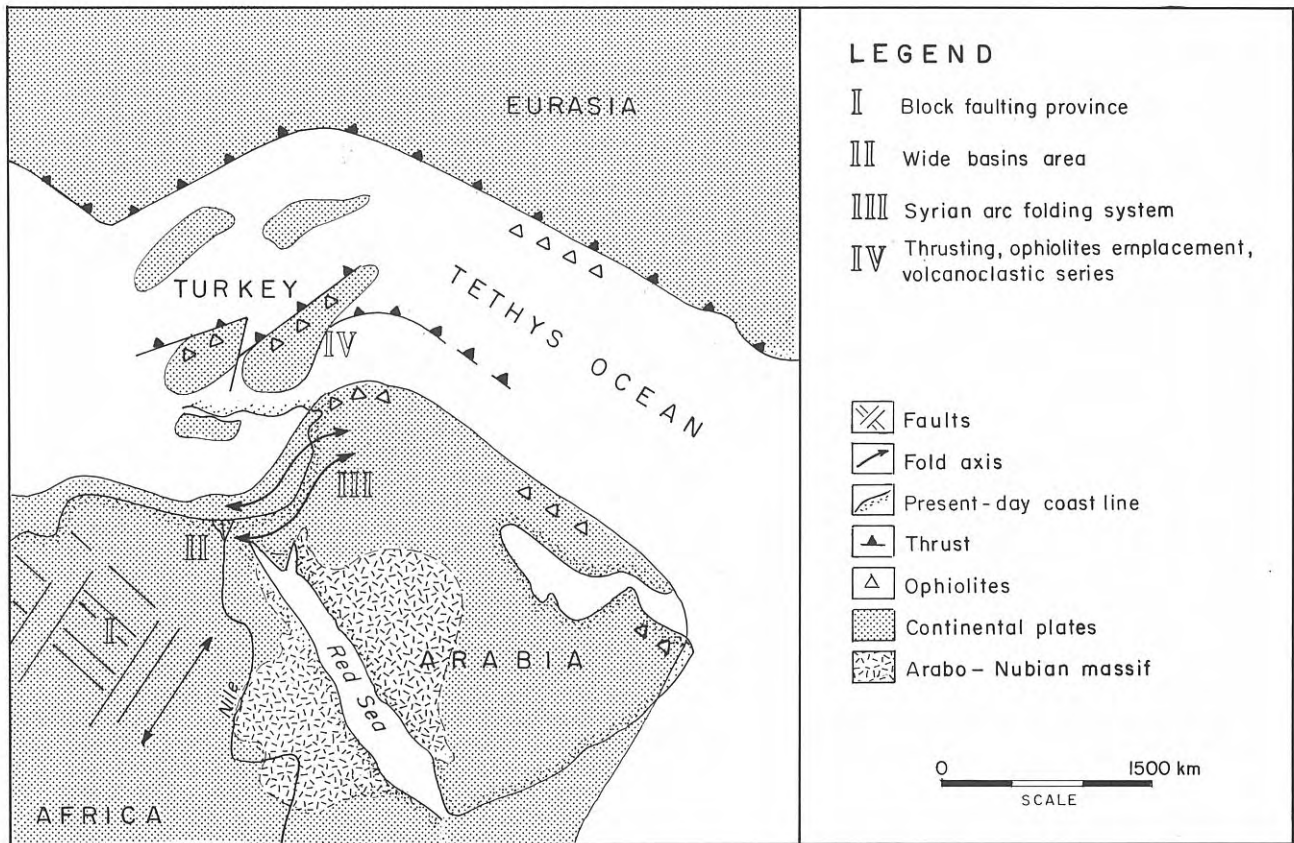 EURASIA
TURKEY
TETHYS OCEAN
IV
III
II
I
Nile
Red Sea
ARABIA
AFRICA
LEGEND
I Block faulting province
II Wide basins area
III Syrian arc folding system
IV Thrusting, ophiolites emplacement,
volcanoclastic series
Faults
Fold axis
Present-day coast line
Thrust
Ophiolites
Continental plates
Arabo-Nubian massif
0 1500 km
SCALE